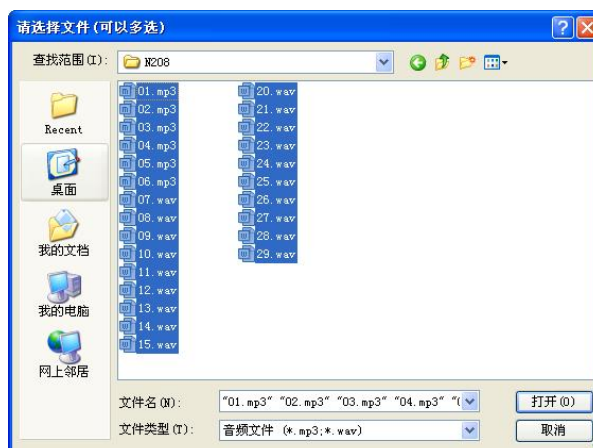 请选择文件(可以多选)
查找范围(I):
N208
Recent
桌面
我的文档
我的电脑
网上邻居
01.mp3
02.mp3
03.mp3
04.mp3
05.mp3
06.mp3
07.wav
08.wav
09.wav
10.wav
11.wav
12.wav
13.wav
14.wav
15.wav
20.wav
21.wav
22.wav
23.wav
24.wav
25.wav
26.wav
27.wav
28.wav
29.wav
文件名(N):
"01.mp3" "02.mp3" "03.mp3" "04.mp3" "(
打开(O)
文件类型(T):
音频文件 (*.mp3;*.wav)
取消